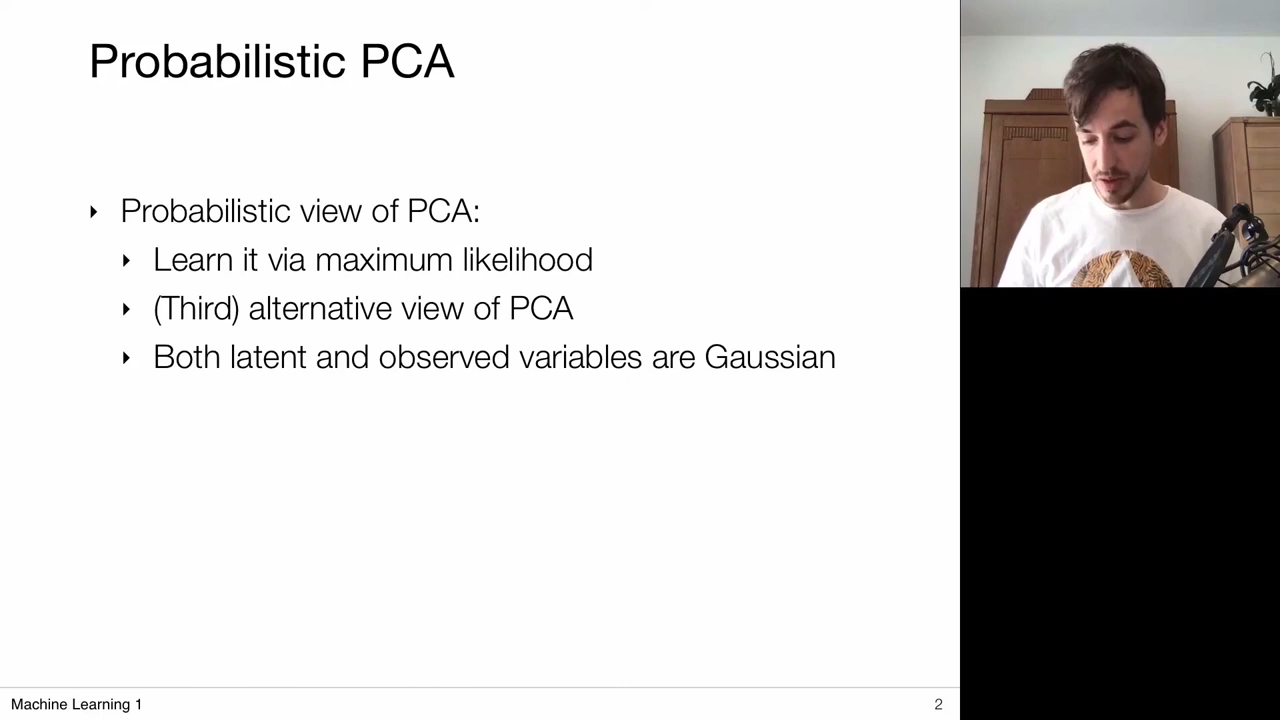 Probabilistic PCA
Probabilistic view of PCA:
Learn it via maximum likelihood
(Third) alternative view of PCA
Both latent and observed variables are Gaussian
Machine Learning 1
2